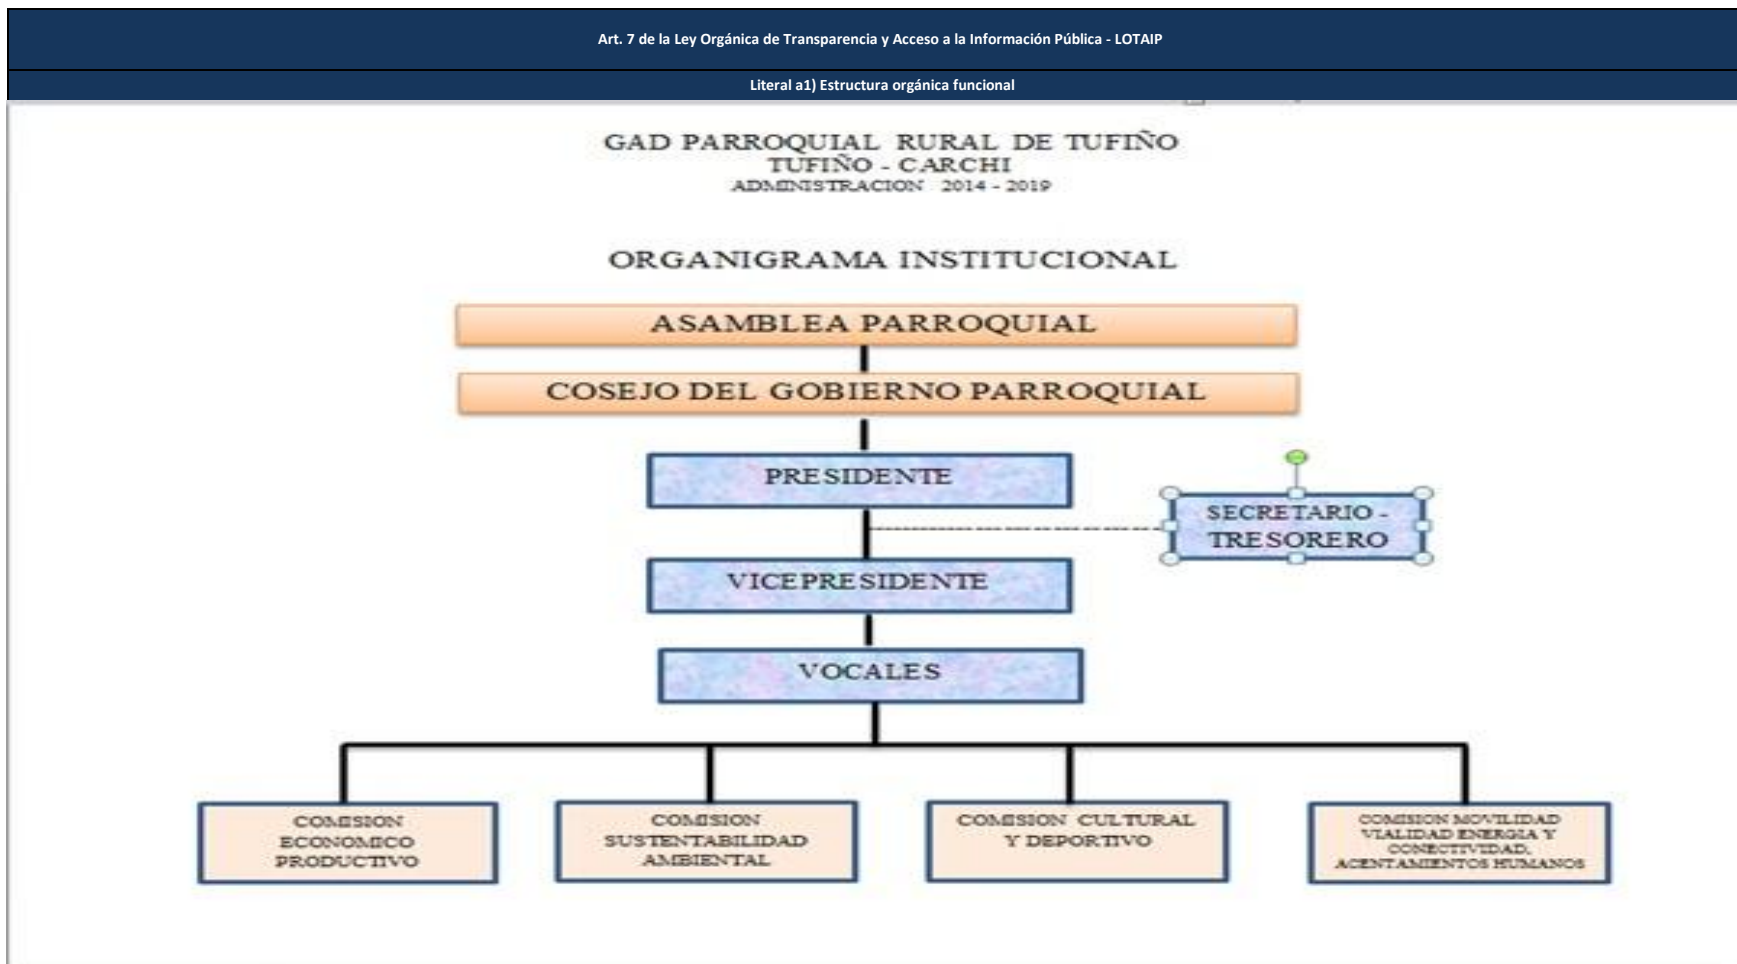 Art. 7 de la Ley Orgánica de Transparencia y Acceso a la Información Pública - LOTAIP
Literal a1) Estructura orgánica funcional
GAD PARROQUIAL RURAL DE TUFIÑO
TUFIÑO - CARCHI
ADMINISTRACION 2014 - 2019
ORGANIGRAMA INSTITUCIONAL
ASAMBLEA PARROQUIAL
COSEJO DEL GOBIERNO PARROQUIAL
PRESIDENTE
SECRETARIO -
TRESORERO
VICEPRESIDENTE
VOCALES
COMISION
ECONOMICO
PRODUCTIVO
COMISION
SUSTENTABILIDAD
AMBIENTAL
COMISION CULTURAL
Y DEPORTIVO
COMISION MOVILIDAD
VIALIDAD ENERGIA Y
CONECTIVIDAD,
ACENTAMIENTOS HUMANOS